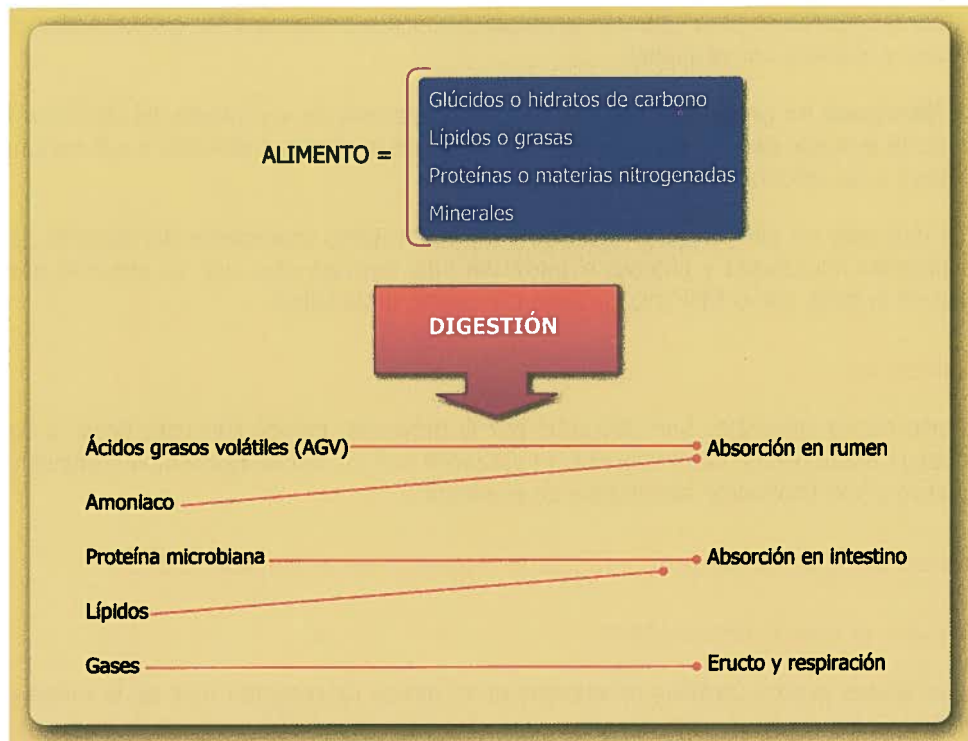 ALIMENTO =
Glúcidos o hidratos de carbono
Lípidos o grasas
Proteínas o materias nitrogenadas
Minerales
DIGESTIÓN
Ácidos grasos volátiles (AGV) Absorción en rumen
Amoniaco
Proteína microbiana Absorción en intestino
Lípidos
Gases Eructo y respiración